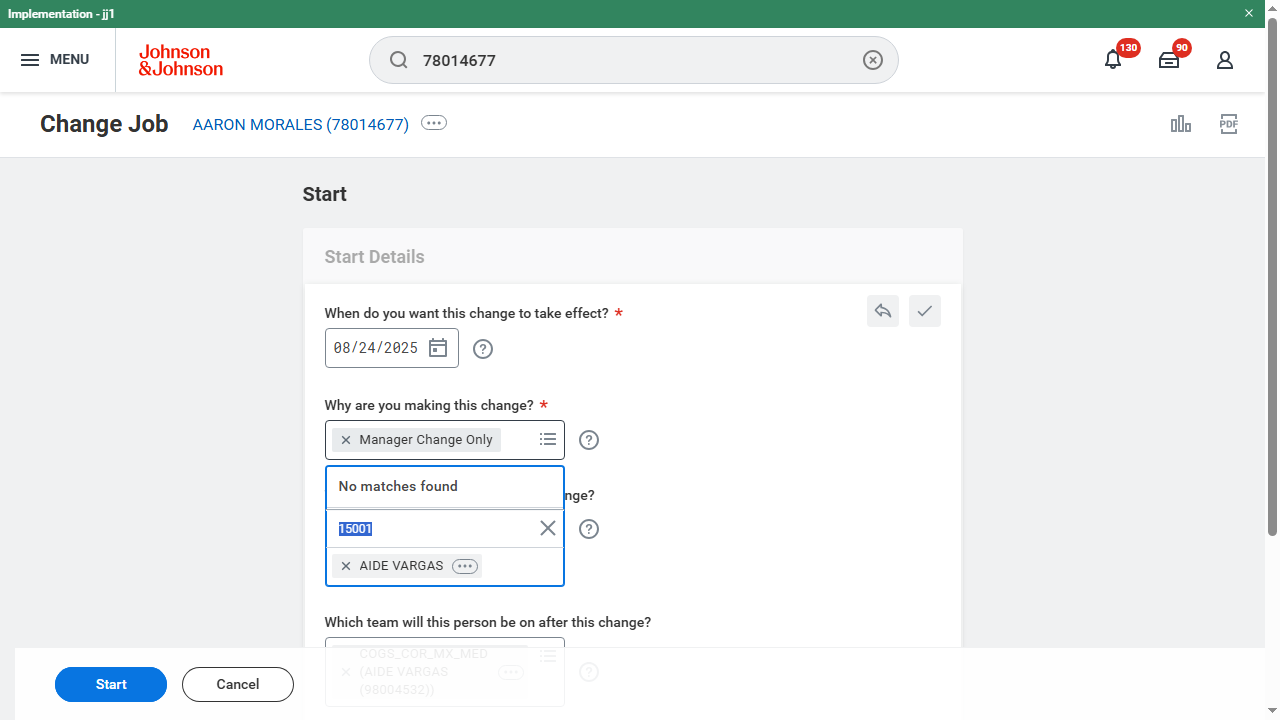 Implementation - jj1
MENU
Johnson
&Johnson
78014677
130
90
Change Job
AARON MORALES (78014677)
PDF
Start
Start Details
When do you want this change to take effect? *
08/24/2025
Why are you making this change? *
Manager Change Only
No matches found
nge?
15001
AIDE VARGAS
Which team will this person be on after this change?
COGS_COR_MX_MED
(AIDE VARGAS
(98004532))
Start
Cancel